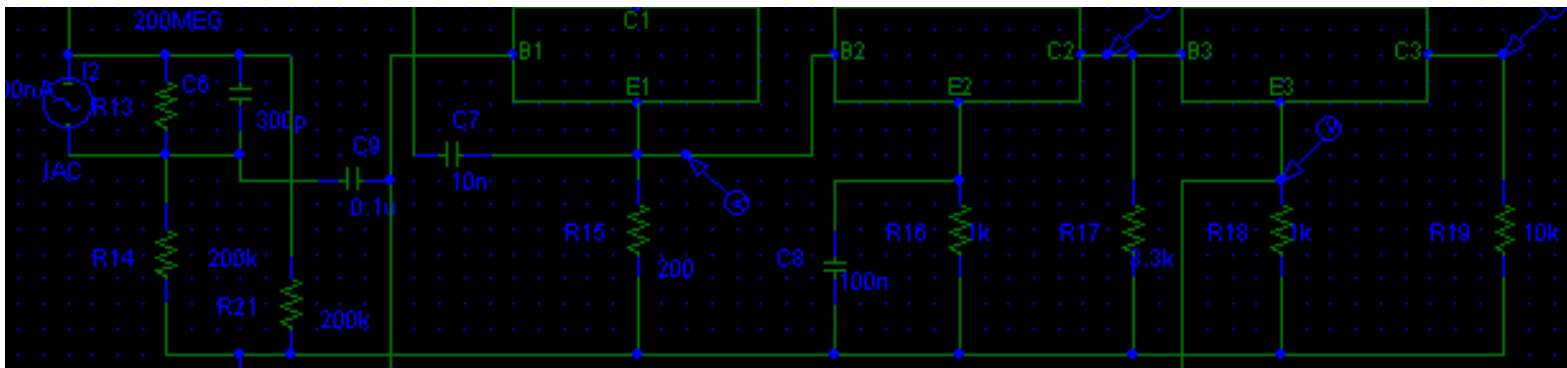 200MEG
C1
B1
B2
C2
B3
C3
I2
C6
E1
E2
E3
R13
300p
C7
C9
IAC
10n
0.1u
R15
R16
1k
R17
R18
1k
R19
10k
R14
200k
C8
3.3k
200
100n
R21
200k